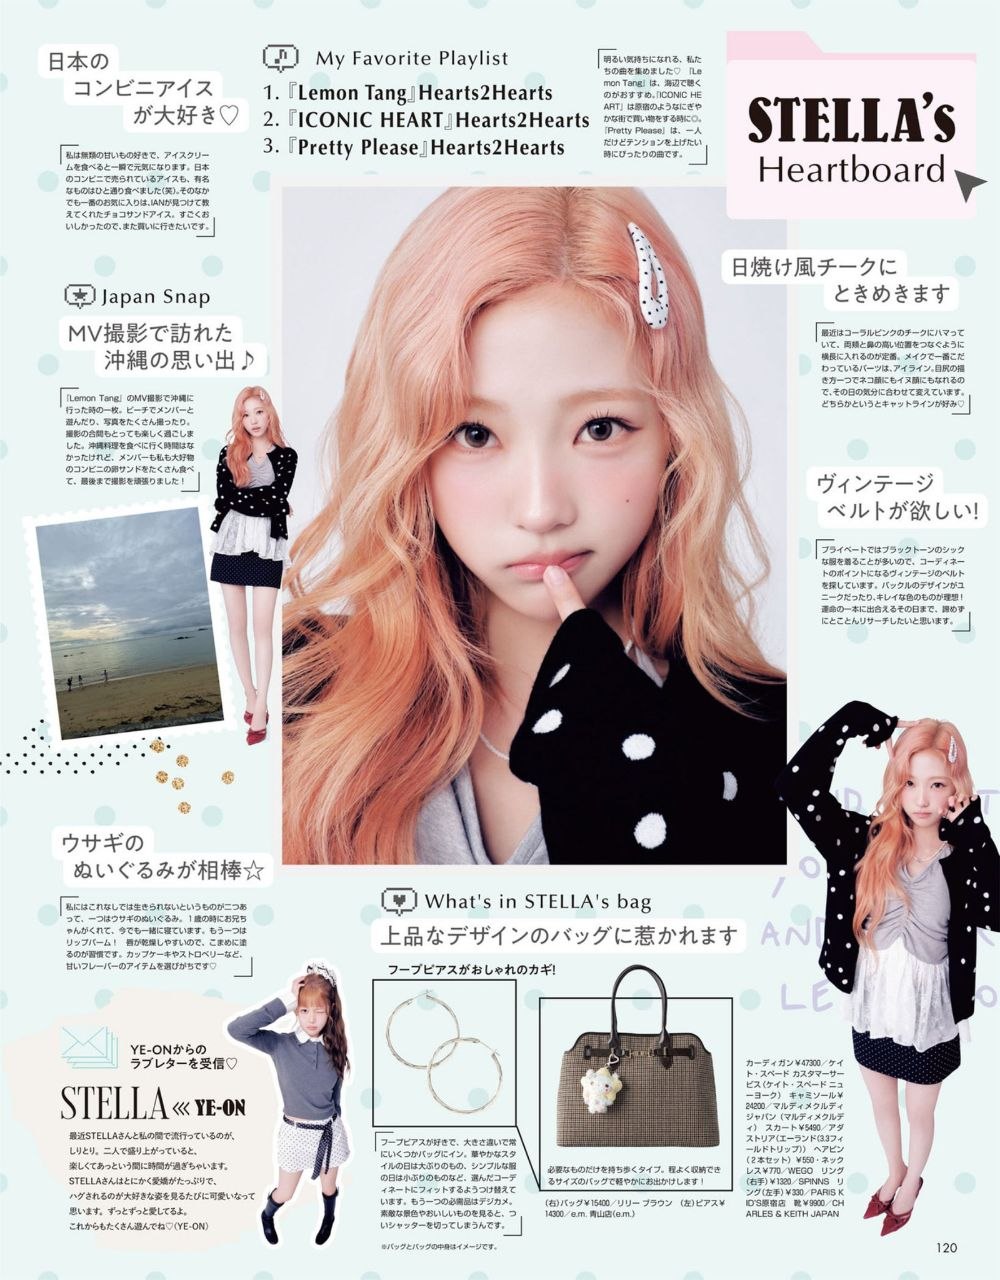 STELLA's
Heartboard
日本の
コンビニアイス
が大好き♡
私は無類の甘いもの好きで、アイスクリー
ムを食べると一瞬で元気になります。日本
のコンビニで売られているアイスも、有名
なものはひと通り食べました(笑)。そのなか
でも一番のお気に入りは、IANが見つけて教
えてくれたチョコサンドアイス。すごくお
いしかったので、また買いに行きたいです。
My Favorite Playlist
1.『Lemon Tang』Hearts2Hearts
2.『ICONIC HEART』Hearts2Hearts
3.『Pretty Please』Hearts2Hearts
明るい気持ちになれる、私た
ちの曲を集めました♡ 『Le
mon Tang』は、海辺で聴く
のがおすすめ。『ICONIC HE
ART』は原宿のようなにぎや
かな街で買い物をする時に◎。
『Pretty Please』は、一人
だけどテンションを上げたい
時にぴったりの曲です。
Japan Snap
MV撮影で訪れた
沖縄の思い出♪
『Lemon Tang』のMV撮影で沖縄に
行った時の一枚。ビーチでメンバーと
遊んだり、写真をたくさん撮ったり。
撮影の合間もとっても楽しく過ごしま
した。沖縄料理を食べに行く時間はな
かったけれど、メンバーも私も大好物
のコンビニの卵サンドをたくさん食べ
て、最後まで撮影を頑張りました!
日焼け風チークに
ときめきます
最近はコーラルピンクのチークにハマって
いて、両頬と鼻の高い位置をつなぐように
横長に入れるのが定番。メイクで一番こだ
わっているパーツは、アイライン。目尻の描
き方一つでネコ顔にもイヌ顔にもなれるの
で、その日の気分に合わせて変えています。
どちらかというとキャットラインが好み♡
ヴィンテージ
ベルトが欲しい!
プライベートではブラックトーンのシック
な服を着ることが多いので、コーディネー
トのポイントになるヴィンテージのベルト
を探しています。バックルのデザインがユ
ニークだったり、キレイな色のものが理想!
運命の一本に出合えるその日まで、諦めず
にとことんリサーチしたいと思います。
ウサギの
ぬいぐるみが相棒☆
私にはこれなしでは生きられないというものが二つあ
って、一つはウサギのぬいぐるみ。1歳の時にお兄ち
ゃんがくれて、今でも一緒に寝ています。もう一つは
リップバーム! 唇が乾燥しやすいので、こまめに塗
るのが習慣です。カップケーキやストロベリーなど、
甘いフレーバーのアイテムを選びがちです♡
YE-ONからの
ラブレターを受信♡
STELLA <<< YE-ON
最近STELLAさんと私の間で流行っているのが、
しりとり。二人で盛り上がっていると、
楽しくてあっという間に時間が過ぎちゃいます。
STELLAさんはとにかく愛嬌がたっぷりで、
ハグされるのが大好きな姿を見るたびに可愛いなって
思います。ずっとずっと愛してるよ。
これからもたくさん遊んでね♡(YE-ON)
What's in STELLA's bag
上品なデザインのバッグに惹かれます
フープピアスがおしゃれのカギ!
フープピアスが好きで、大きさ違いで常
にいくつかバッグにイン。華やかなスタ
イルの日は大ぶりのもの、シンプルな服
の日は小ぶりのものなど、選んだコーデ
ィネートにフィットするようつけ替えて
います。もう一つの必需品はデジカメ。
素敵な景色やおいしいものを見ると、つ
いシャッターを切ってしまうんです。
必要なものだけを持ち歩くタイプ。程よく収納でき
るサイズのバッグで軽やかにお出かけします!
(右)バッグ¥15400/リリー ブラウン (左)ピアス¥
14300/e.m. 青山店(e.m.)
※バッグとバッグの中身はイメージです。
カーディガン¥47300/ケイ
ト・スペード カスタマーサー
ビス(ケイト・スペード ニュ
ーヨーク) キャミソール¥
24200/マルディメクルディ
ジャパン(マルディメクルデ
ィ) スカート¥5490/アダ
ストリア(エーランド(3.3フィ
ールドトリップ)) ヘアピン
(2本セット)¥550・ネック
レス¥770/WEGO リング
(右手)¥1320/SPINNS リ
ング(左手)¥330/PARIS K
ID'S原宿店 靴¥9900/CH
ARLES & KEITH JAPAN
120